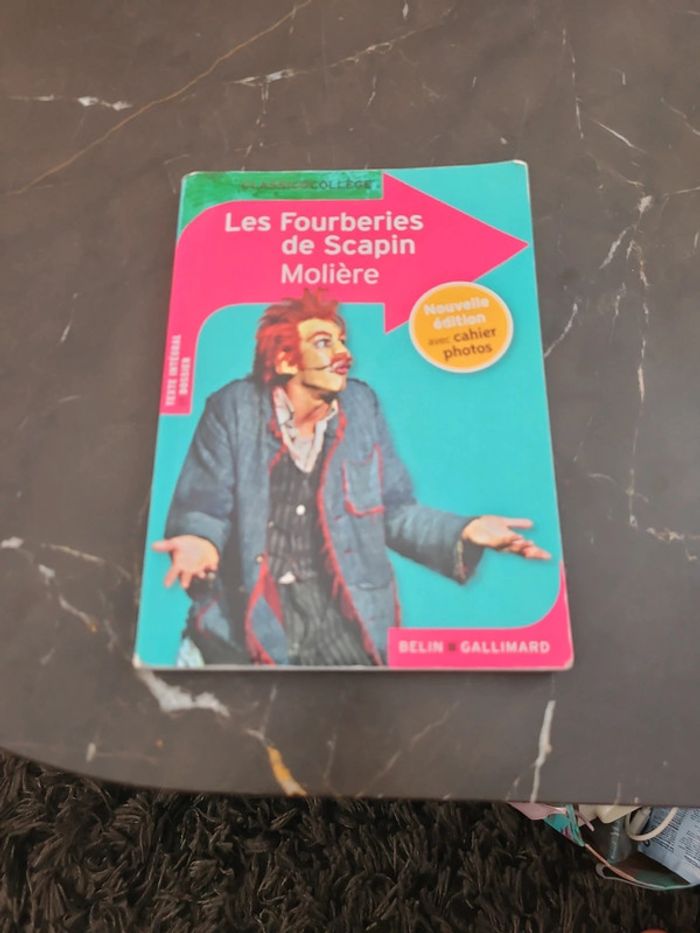 CLASSICOCOLLÈGE
Les Fourberies
de Scapin
Molière
Nouvelle
édition
avec cahier
photos
TEXTE INTÉGRAL
DOSSIER
BELIN ■ GALLIMARD